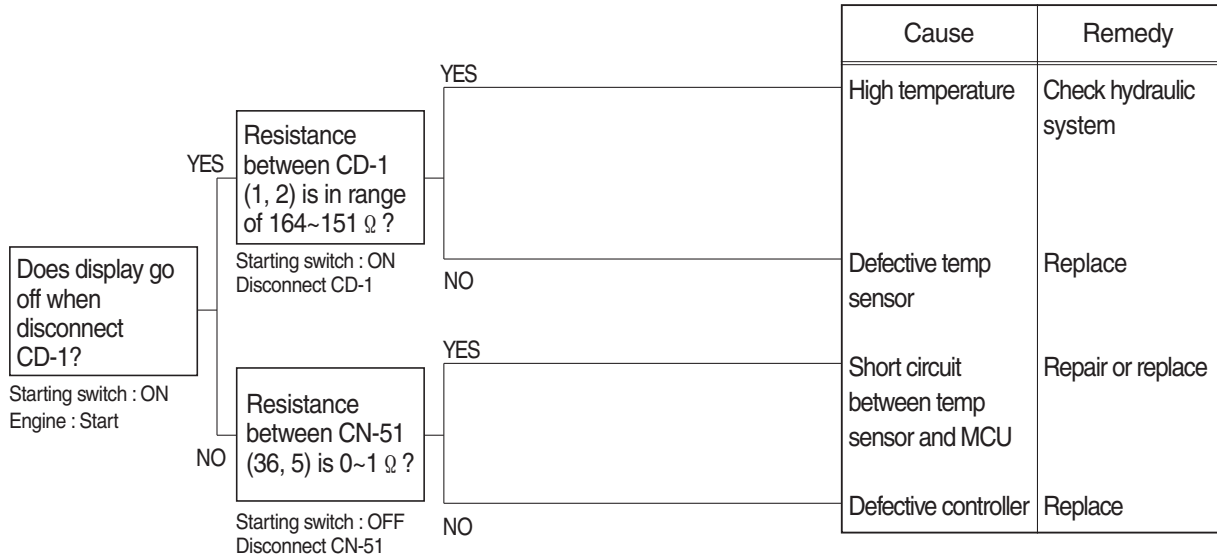 Cause
Remedy
YES
High temperature
Check hydraulic
system
YES
Resistance
between CD-1
(1, 2) is in range
of 164~151 Ω ?
Starting switch : ON
Disconnect CD-1
NO
Defective temp
sensor
Replace
Does display go
off when
disconnect
CD-1?
Starting switch : ON
Engine : Start
YES
Short circuit
between temp
sensor and MCU
Repair or replace
NO
Resistance
between CN-51
(36, 5) is 0~1 Ω ?
Starting switch : OFF
Disconnect CN-51
NO
Defective controller
Replace